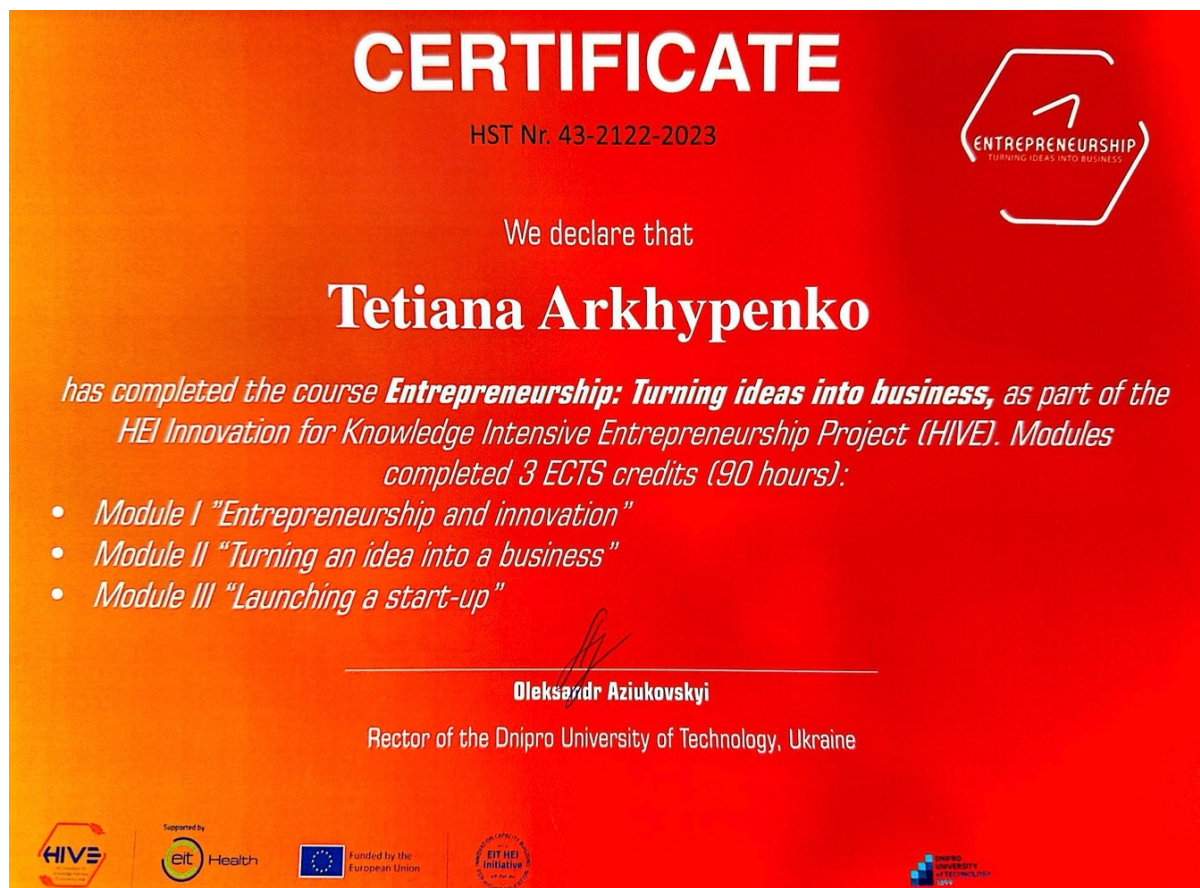 CERTIFICATE
HST Nr. 43-2122-2023
ENTREPRENEURSHIP
TURNING IDEAS INTO BUSINESS
We declare that
Tetiana Arkhypenko
has completed the course Entrepreneurship: Turning ideas into business, as part of the
HEI Innovation for Knowledge Intensive Entrepreneurship Project (HIVE). Modules
completed 3 ECTS credits (90 hours):
• Module I ”Entrepreneurship and innovation”
• Module II “Turning an idea into a business”
• Module III “Launching a start-up”
Oleksandr Aziukovskyi
Rector of the Dnipro University of Technology, Ukraine
HIVE
Supported by
eit Health
Funded by the
European Union
INNOVATION CAPACITY BUILDING
EIT HEI
Initiative
DNIPRO
UNIVERSITY
of TECHNOLOGY
1899